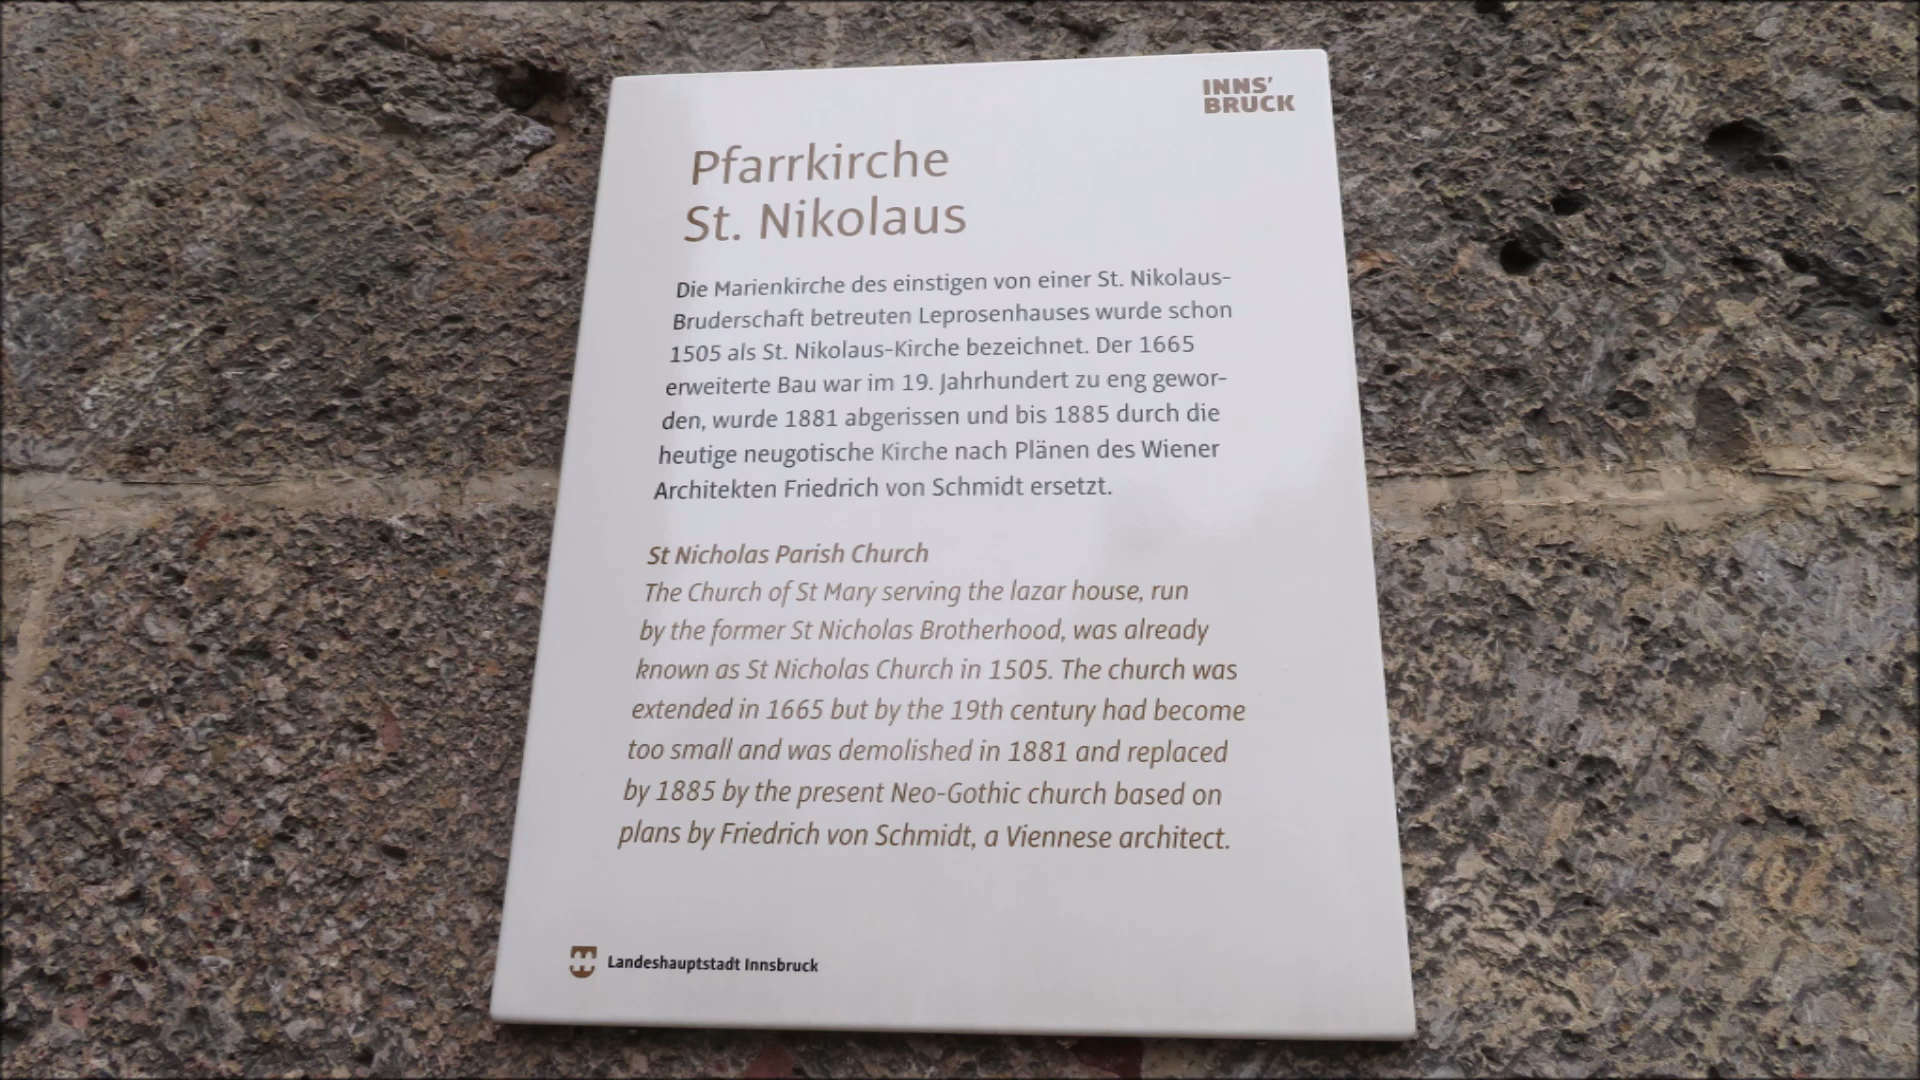 INNS'
BRUCK
Pfarrkirche
St. Nikolaus
Die Marienkirche des einstigen von einer St. Nikolaus-
Bruderschaft betreuten Leprosenhauses wurde schon
1505 als St. Nikolaus-Kirche bezeichnet. Der 1665
erweiterte Bau war im 19. Jahrhundert zu eng gewor-
den, wurde 1881 abgerissen und bis 1885 durch die
heutige neugotische Kirche nach Plänen des Wiener
Architekten Friedrich von Schmidt ersetzt.
St Nicholas Parish Church
The Church of St Mary serving the lazar house, run
by the former St Nicholas Brotherhood, was already
known as St Nicholas Church in 1505. The church was
extended in 1665 but by the 19th century had become
too small and was demolished in 1881 and replaced
by 1885 by the present Neo-Gothic church based on
plans by Friedrich von Schmidt, a Viennese architect.
Landeshauptstadt Innsbruck